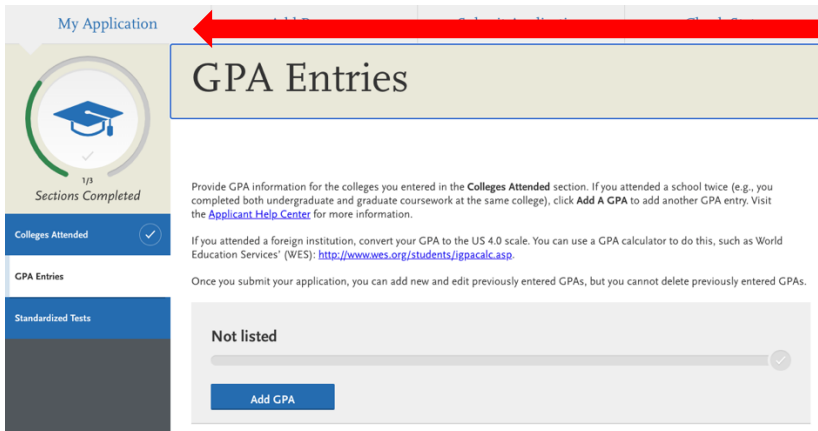 My Application
GPA Entries
1/3
Sections Completed
Colleges Attended
GPA Entries
Standardized Tests
Provide GPA information for the colleges you entered in the Colleges Attended section. If you attended a school twice (e.g., you
completed both undergraduate and graduate coursework at the same college), click Add A GPA to add another GPA entry. Visit
the Applicant Help Center for more information.
If you attended a foreign institution, convert your GPA to the US 4.0 scale. You can use a GPA calculator to do this, such as World
Education Services' (WES): http://www.wes.org/students/igpacalc.asp.
Once you submit your application, you can add new and edit previously entered GPAs, but you cannot delete previously entered GPAs.
Not listed
Add GPA